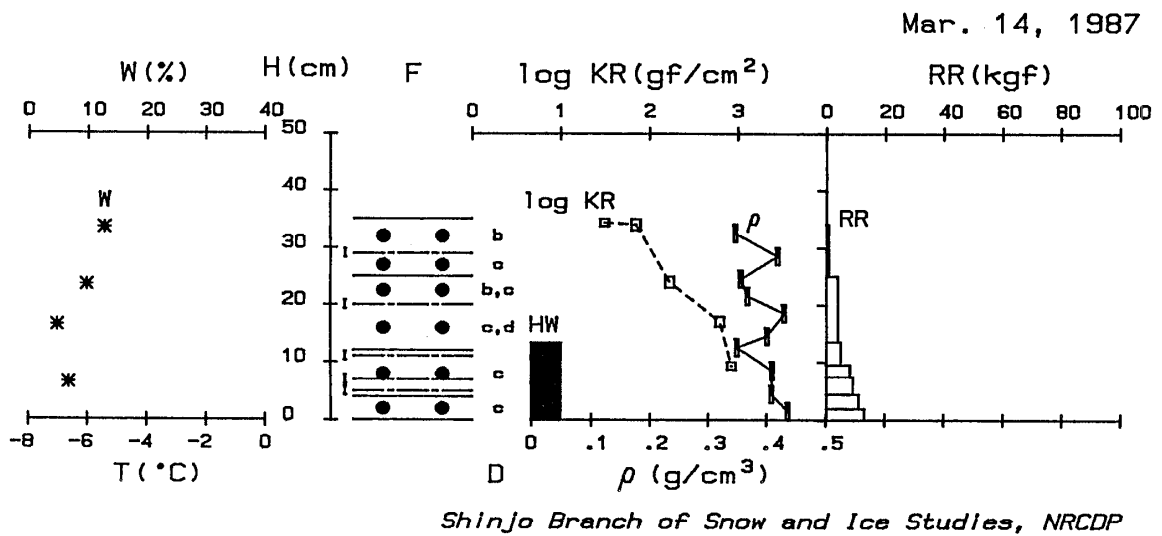 Mar. 14, 1987
W(%) H(cm) F log KR(gf/cm²) RR(kgf)
0 10 20 30 40 0 1 2 3 0 20 40 60 80 100
50
W 40 log KR ρ RR
b
I 30 c
b,c
I 20 c,d HW
I 10 c
I
I c
0
-8 -6 -4 -2 0 0 .1 .2 .3 .4 .5
T(°C) D ρ (g/cm³)
Shinjo Branch of Snow and Ice Studies, NRCDP